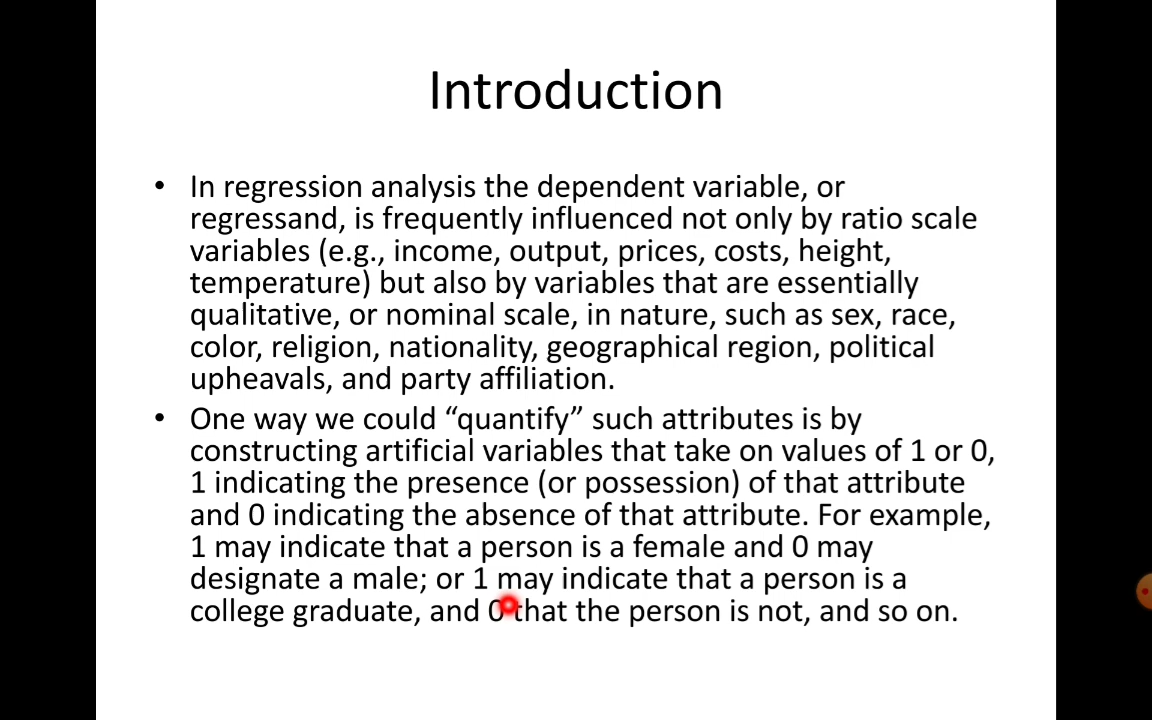 Introduction
• In regression analysis the dependent variable, or
regressand, is frequently influenced not only by ratio scale
variables (e.g., income, output, prices, costs, height,
temperature) but also by variables that are essentially
qualitative, or nominal scale, in nature, such as sex, race,
color, religion, nationality, geographical region, political
upheavals, and party affiliation.
• One way we could “quantify” such attributes is by
constructing artificial variables that take on values of 1 or 0,
1 indicating the presence (or possession) of that attribute
and 0 indicating the absence of that attribute. For example,
1 may indicate that a person is a female and 0 may
designate a male; or 1 may indicate that a person is a
college graduate, and 0 that the person is not, and so on.